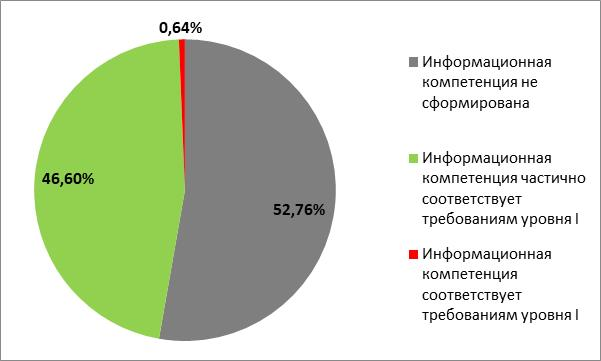 0,64%
46,60%
52,76%
Информационная
компетенция не
сформирована
Информационная
компетенция частично
соответствует
требованиям уровня I
Информационная
компетенция
соответствует
требованиям уровня I